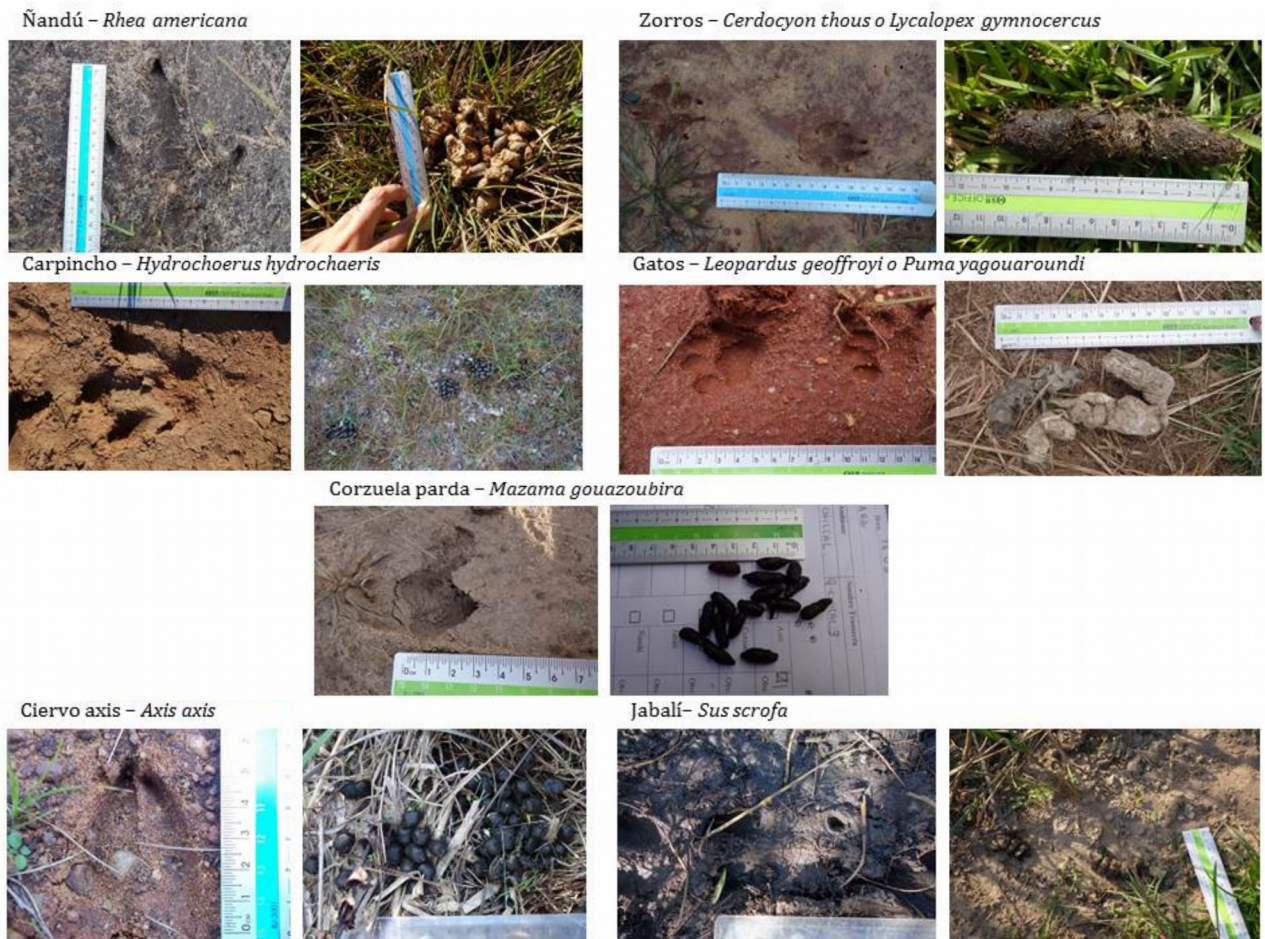 Ñandú – Rhea americana
Zorros – Cerdocyon thous o Lycalopex gymnocercus
Carpincho – Hydrochoerus hydrochaeris
Gatos – Leopardus geoffroyi o Puma yagouaroundi
Corzuela parda – Mazama gouazoubira
Ciervo axis – Axis axis
Jabalí– Sus scrofa